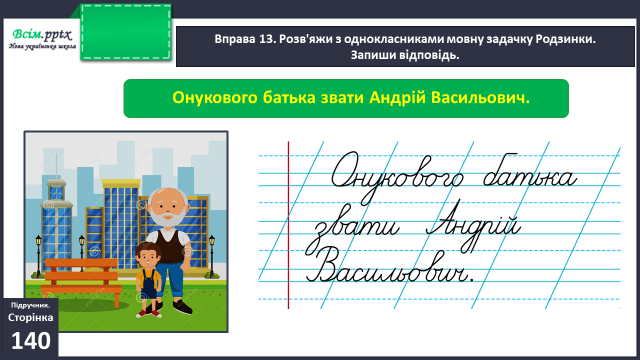 Всім.pptx
Нова українська школа
Вправа 13. Розв'яжи з однокласниками мовну задачку Родзинки.
Запиши відповідь.
Онукового батька звати Андрій Васильович.
Онукового батька
звати Андрій
Васильович.
Підручник.
Сторінка
140